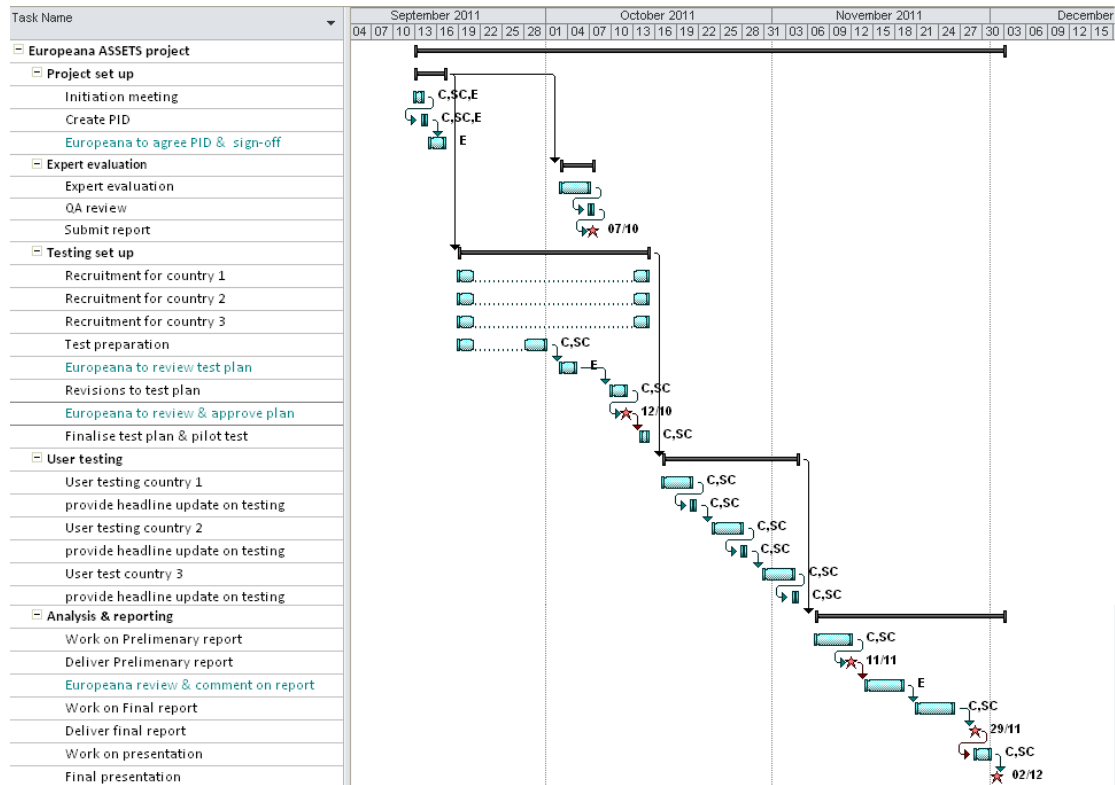 Task Name
September 2011 October 2011 November 2011 December
04 07 10 13 16 19 22 25 28 01 04 07 10 13 16 19 22 25 28 31 03 06 09 12 15 18 21 24 27 30 03 06 09 12 15
Europeana ASSETS project
Project set up
Initiation meeting C,SC,E
Create PID C,SC,E
Europeana to agree PID & sign-off E
Expert evaluation
Expert evaluation
QA review
Submit report 07/10
Testing set up
Recruitment for country 1
Recruitment for country 2
Recruitment for country 3
Test preparation C,SC
Europeana to review test plan E
Revisions to test plan C,SC
Europeana to review & approve plan 12/10
Finalise test plan & pilot test C,SC
User testing
User testing country 1 C,SC
provide headline update on testing C,SC
User testing country 2 C,SC
provide headline update on testing C,SC
User test country 3 C,SC
provide headline update on testing C,SC
Analysis & reporting
Work on Prelimenary report C,SC
Deliver Prelimenary report 11/11
Europeana review & comment on report E
Work on Final report C,SC
Deliver final report 29/11
Work on presentation C,SC
Final presentation 02/12